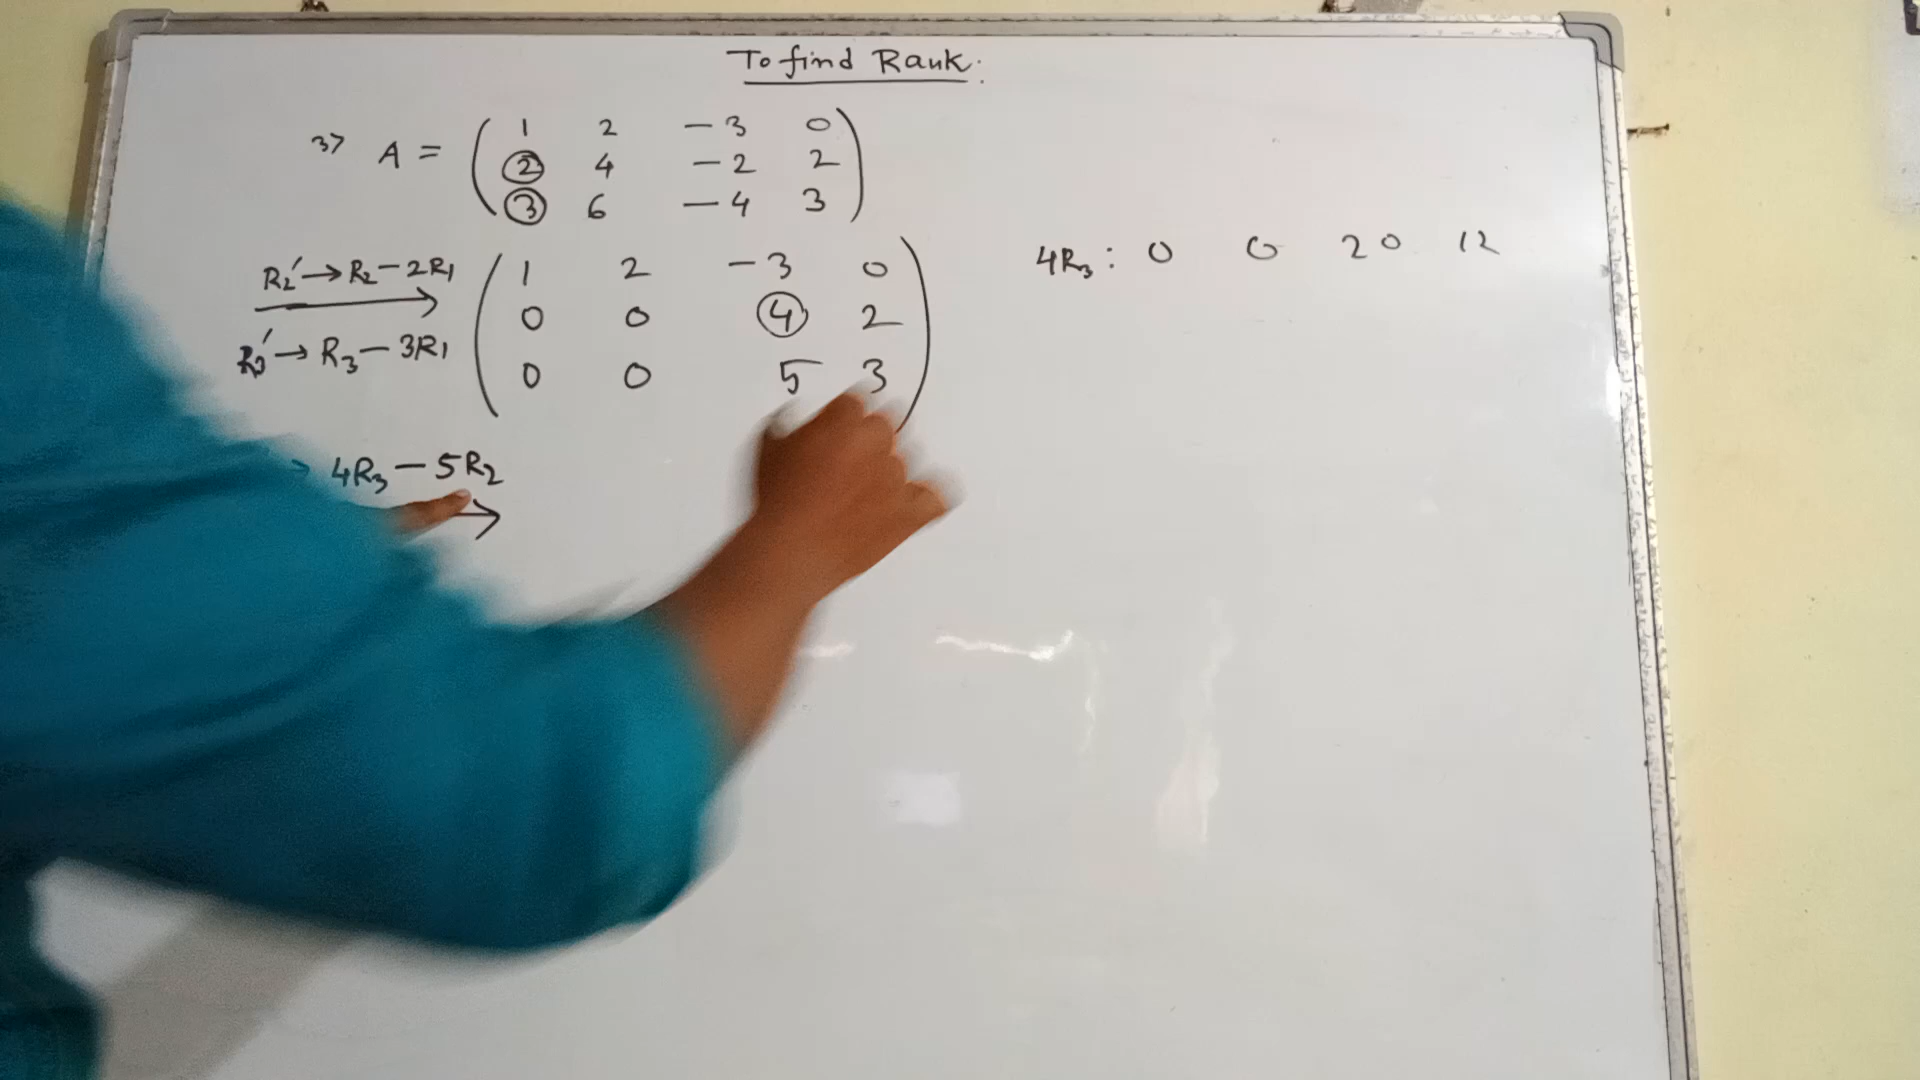 To find Rank.
3> A = ( 1 2 -3 0
2 4 -2 2
3 6 -4 3 )
R2' → R2 - 2R1
R3' → R3 - 3R1
( 1 2 -3 0
0 0 4 2
0 0 5 3 )
4R3 : 0 0 20 12
→ 4R3 - 5R2